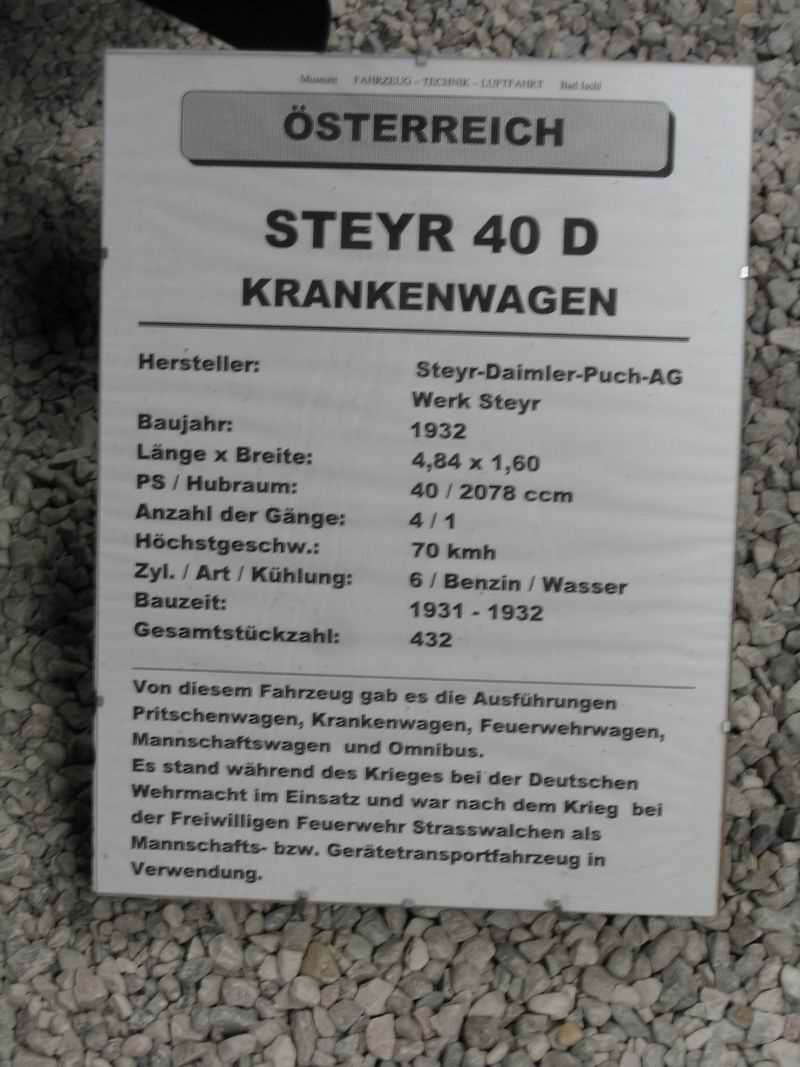 Museum FAHRZEUG – TECHNIK – LUFTFAHRT Bad Ischl
ÖSTERREICH
STEYR 40 D
KRANKENWAGEN
Hersteller: Steyr-Daimler-Puch-AG
Werk Steyr
Baujahr: 1932
Länge x Breite: 4,84 x 1,60
PS / Hubraum: 40 / 2078 ccm
Anzahl der Gänge: 4 / 1
Höchstgeschw.: 70 kmh
Zyl. / Art / Kühlung: 6 / Benzin / Wasser
Bauzeit: 1931 - 1932
Gesamtstückzahl: 432
Von diesem Fahrzeug gab es die Ausführungen
Pritschenwagen, Krankenwagen, Feuerwehrwagen,
Mannschaftswagen und Omnibus.
Es stand während des Krieges bei der Deutschen
Wehrmacht im Einsatz und war nach dem Krieg bei
der Freiwilligen Feuerwehr Strasswalchen als
Mannschafts- bzw. Gerätetransportfahrzeug in
Verwendung.